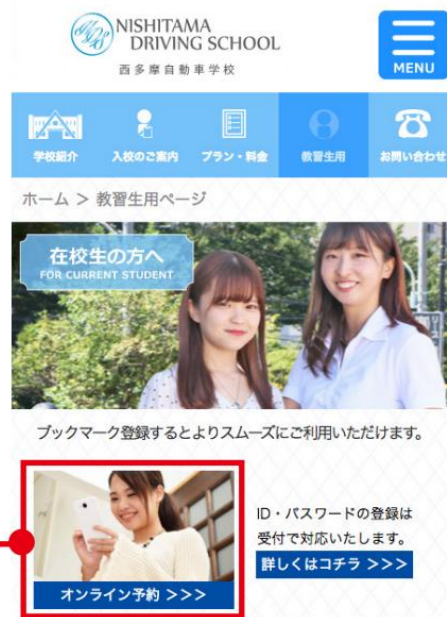 NISHITAMA
DRIVING SCHOOL
西多摩自動車学校
MENU
学校紹介
入校のご案内
プラン・料金
教習生用
お問い合わせ
ホーム > 教習生用ページ
在校生の方へ
FOR CURRENT STUDENT
ブックマーク登録するとよりスムーズにご利用いただけます。
オンライン予約 >>>
ID・パスワードの登録は
受付で対応いたします。
詳しくはコチラ >>>